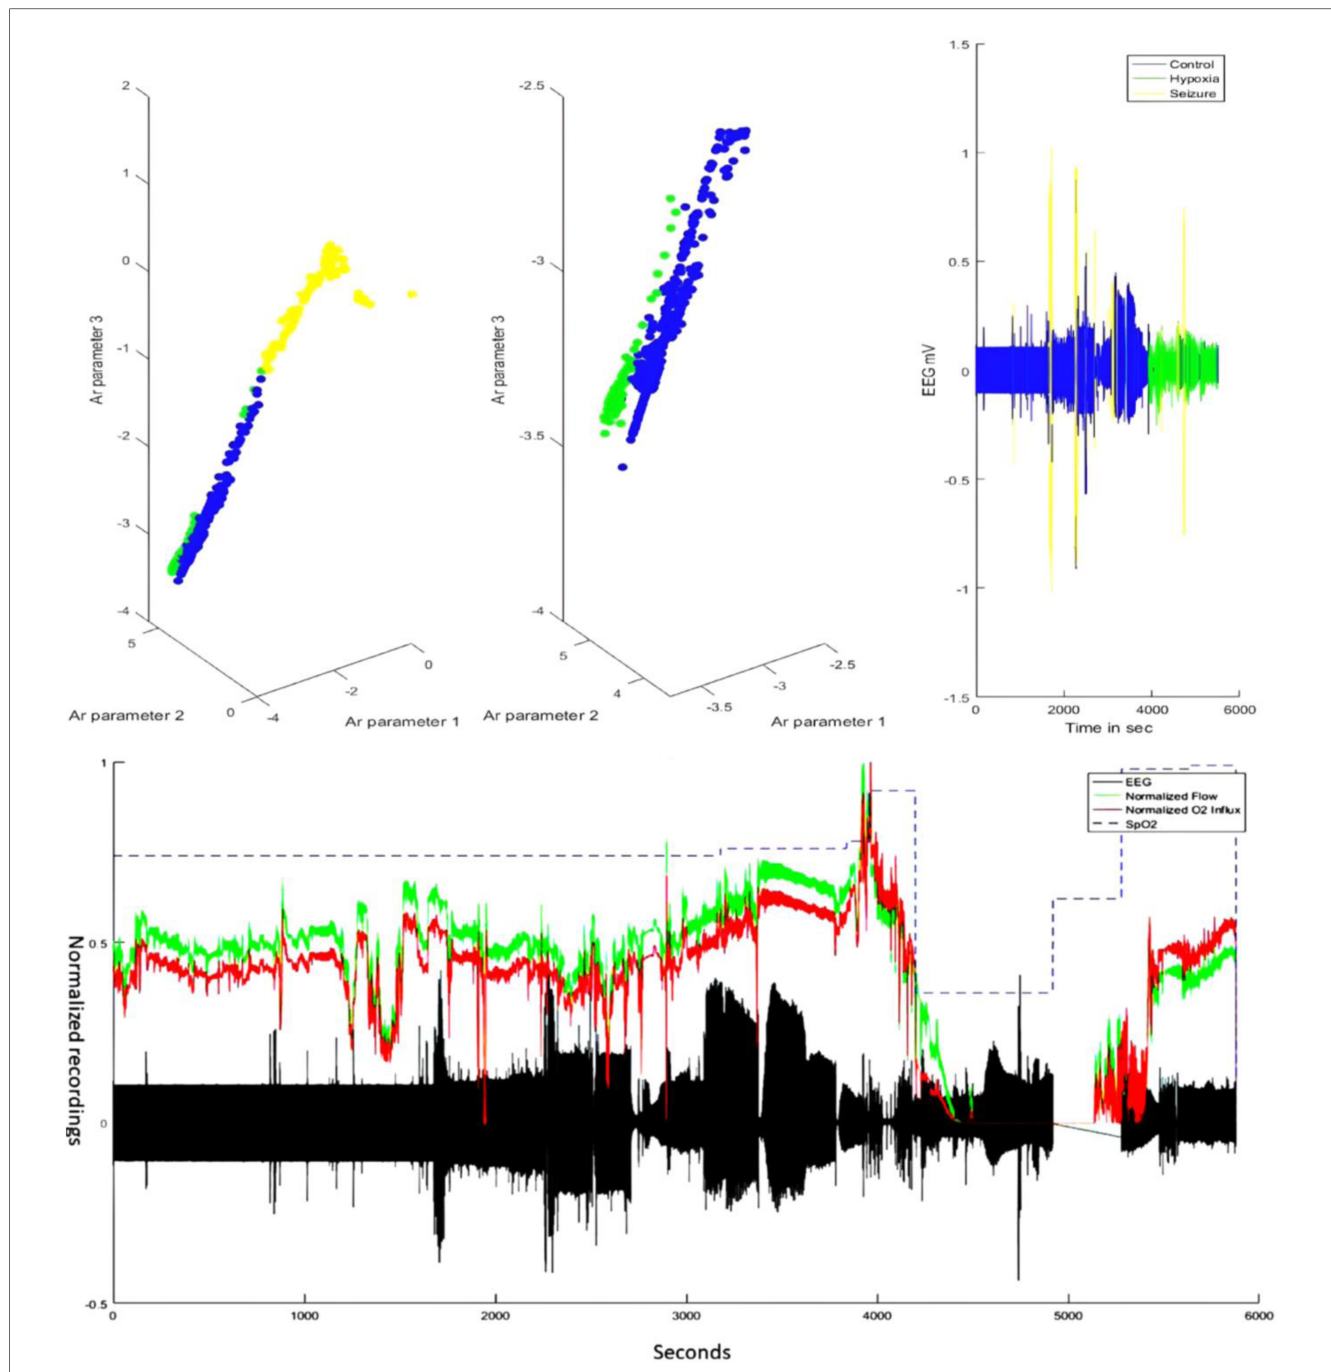 2
1
0
-1
-2
-3
-4
Ar parameter 3
5
0
-4
-2
0
Ar parameter 2
Ar parameter 1
-2.5
-3
-3.5
-4
Ar parameter 3
5
4
-3.5
-3
-2.5
Ar parameter 2
Ar parameter 1
1.5
1
0.5
0
-0.5
-1
-1.5
EEG mV
Control
Hypoxia
Seizure
0
2000
4000
6000
Time in sec
1
0.5
0
-0.5
Normalized recordings
EEG
Normalized Flow
Normalized O2 Influx
SpO2
0
1000
2000
3000
4000
5000
6000
Seconds